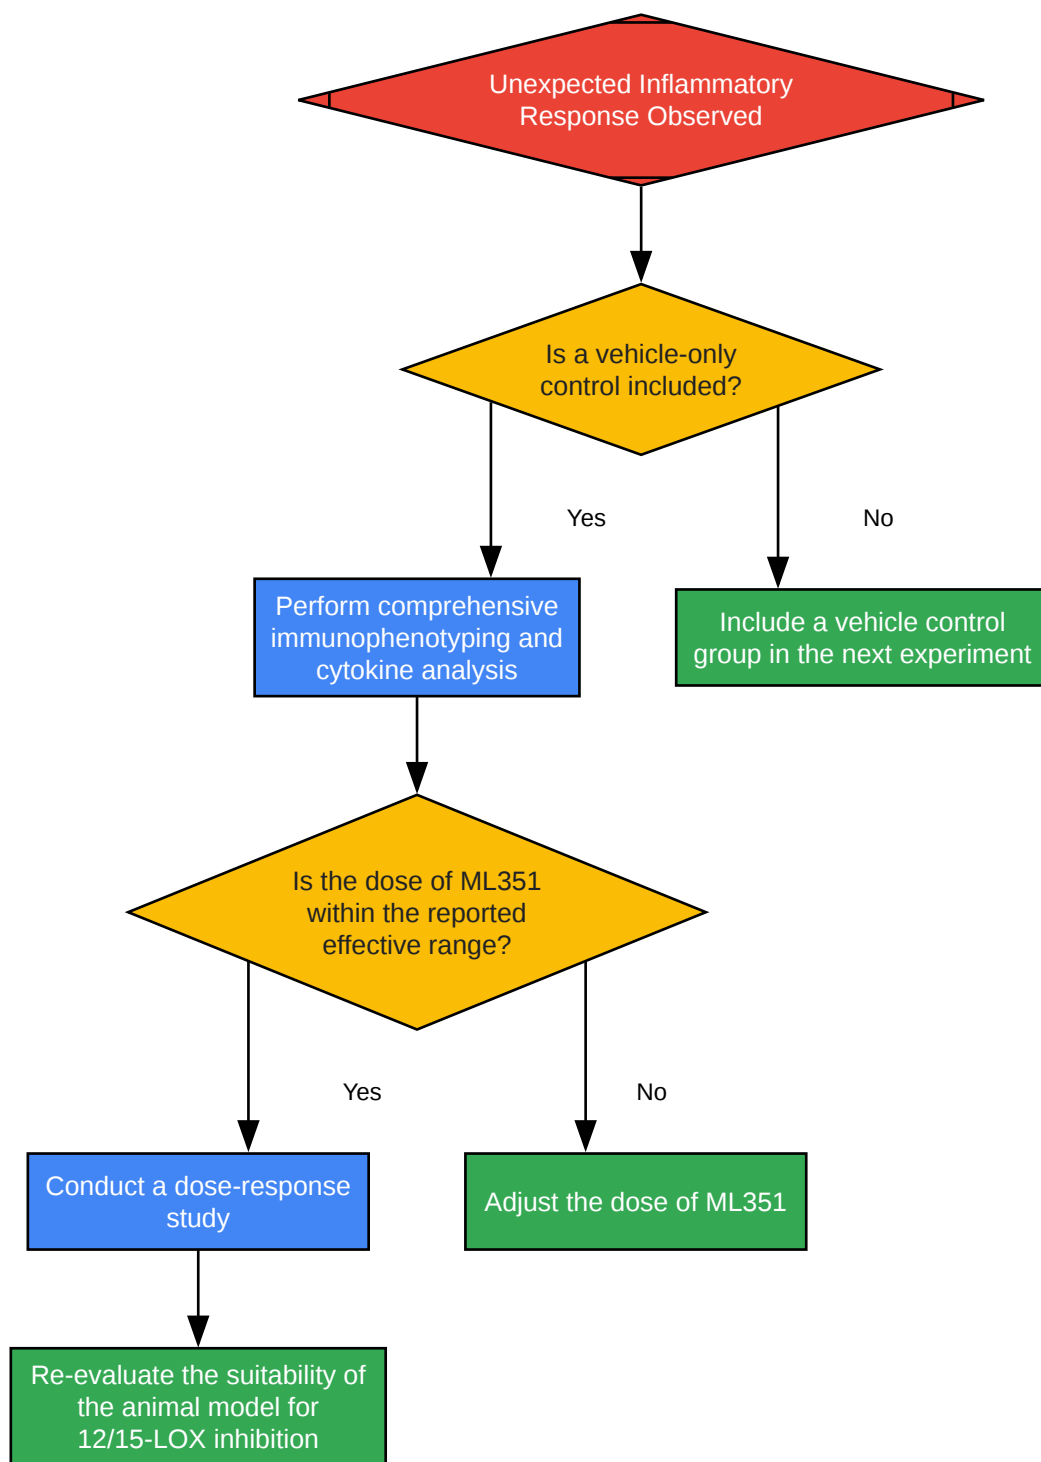 Unexpected Inflammatory
Response Observed
Is a vehicle-only
control included?
Yes
No
Perform comprehensive
immunophenotyping and
cytokine analysis
Include a vehicle control
group in the next experiment
Is the dose of ML351
within the reported
effective range?
Yes
No
Conduct a dose-response
study
Adjust the dose of ML351
Re-evaluate the suitability of
the animal model for
12/15-LOX inhibition